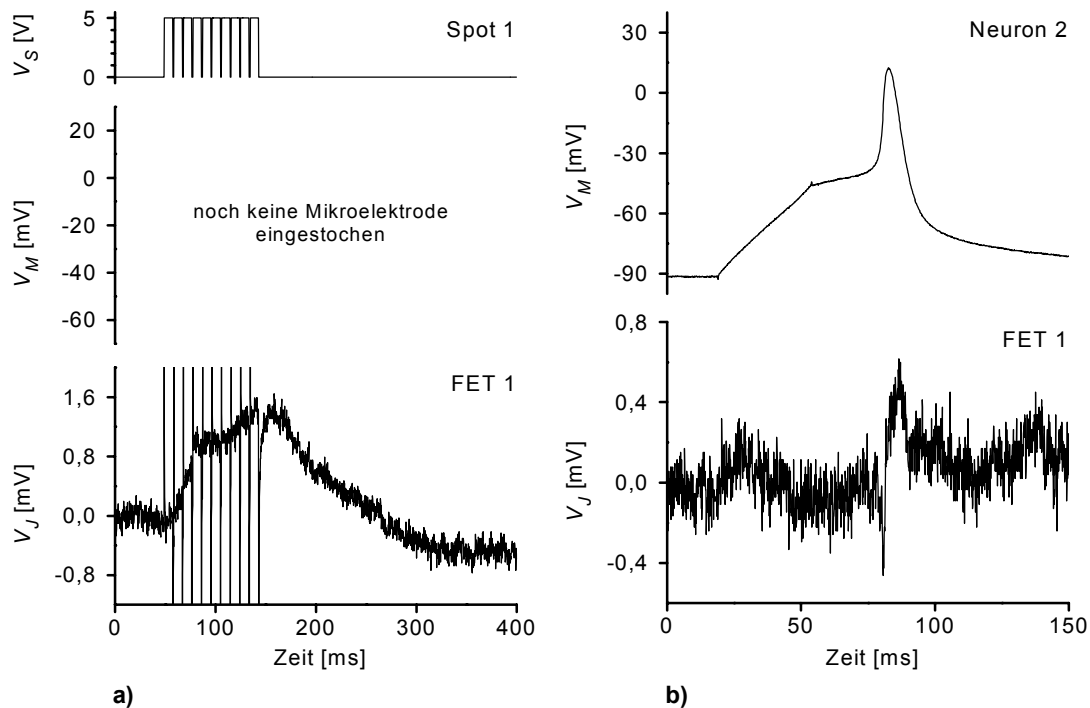 Spot 1
V_S [V]
5
0
V_M [mV]
20
0
-20
-40
-60
noch keine Mikroelektrode
eingestochen
FET 1
V_J [mV]
1,6
0,8
0,0
-0,8
0 100 200 300 400
Zeit [ms]
a)
Neuron 2
V_M [mV]
30
0
-30
-60
-90
FET 1
V_J [mV]
0,8
0,4
0,0
-0,4
0 50 100 150
Zeit [ms]
b)